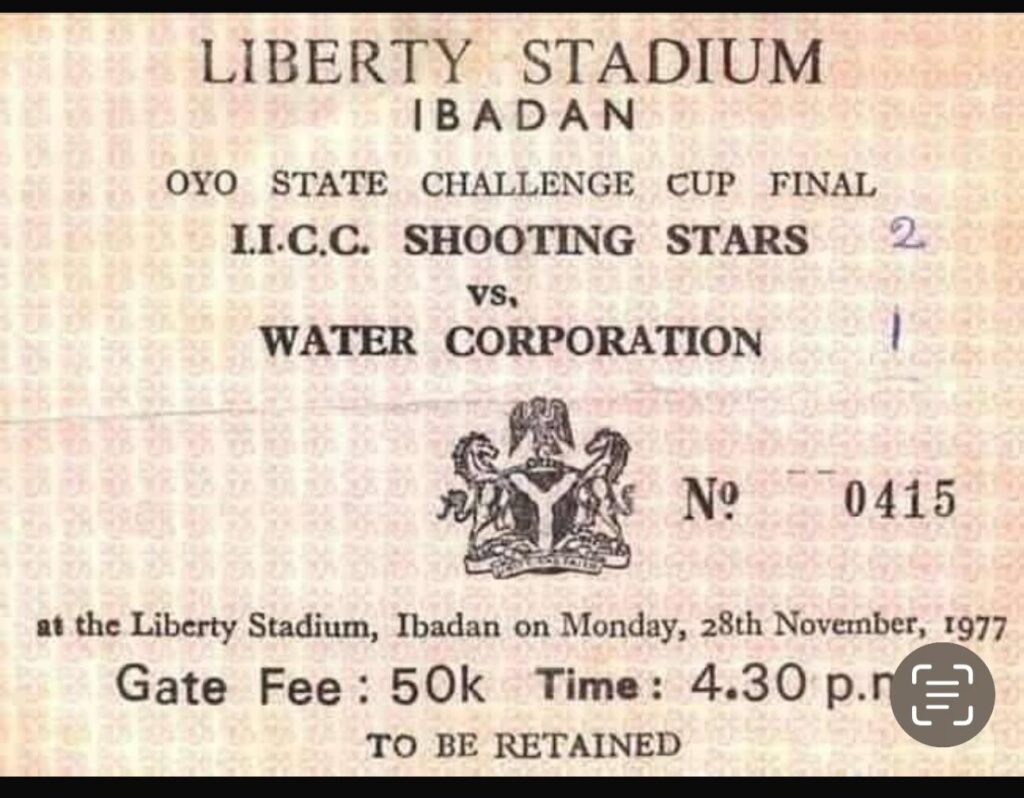 LIBERTY STADIUM
IBADAN
OYO STATE CHALLENGE CUP FINAL
I.I.C.C. SHOOTING STARS 2
vs.
WATER CORPORATION 1
Nº 0415
at the Liberty Stadium, Ibadan on Monday, 28th November, 1977
Gate Fee : 50k Time : 4.30
TO BE RETAINED